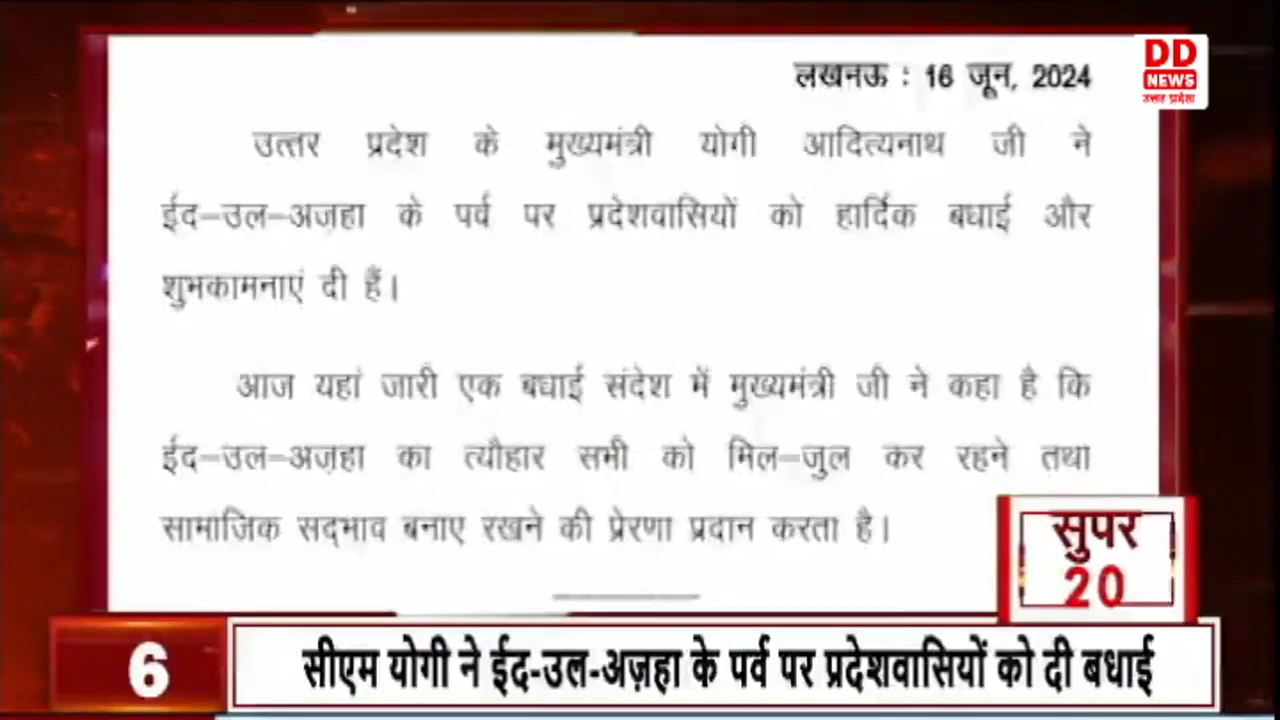 DD
NEWS
उत्तर प्रदेश
लखनऊ : 16 जून, 2024
उत्तर प्रदेश के मुख्यमंत्री योगी आदित्यनाथ जी ने
ईद-उल-अज़हा के पर्व पर प्रदेशवासियों को हार्दिक बधाई और
शुभकामनाएं दी हैं।
आज यहां जारी एक बधाई संदेश में मुख्यमंत्री जी ने कहा है कि
ईद-उल-अज़हा का त्यौहार सभी को मिल-जुल कर रहने तथा
सामाजिक सद्भाव बनाए रखने की प्रेरणा प्रदान करता है।
सुपर
20
6
सीएम योगी ने ईद-उल-अज़हा के पर्व पर प्रदेशवासियों को दी बधाई